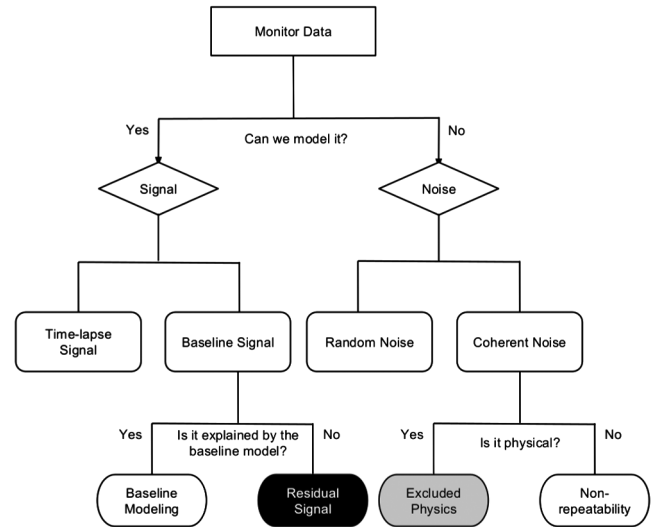 Monitor Data
Yes
Can we model it?
No
Signal
Noise
Time-lapse
Signal
Baseline Signal
Random Noise
Coherent Noise
Yes
Is it explained by the
baseline model?
No
Yes
Is it physical?
No
Baseline
Modeling
Residual
Signal
Excluded
Physics
Non-
repeatability